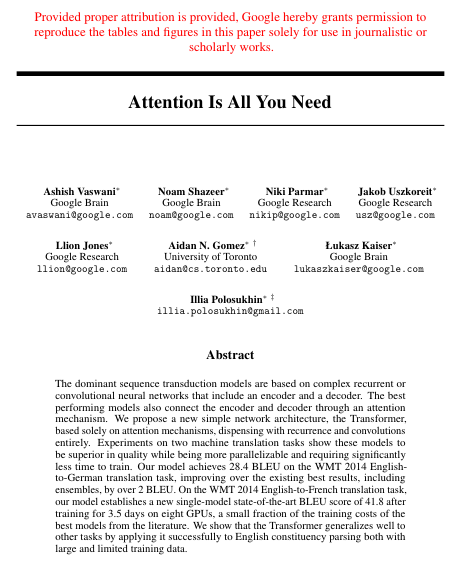 Provided proper attribution is provided, Google hereby grants permission to
reproduce the tables and figures in this paper solely for use in journalistic or
scholarly works.
Attention Is All You Need
Ashish Vaswani* Noam Shazeer* Niki Parmar* Jakob Uszkoreit*
Google Brain Google Brain Google Research Google Research
avaswani@google.com noam@google.com nikip@google.com usz@google.com
Llion Jones* Aidan N. Gomez* † Łukasz Kaiser*
Google Research University of Toronto Google Brain
llion@google.com aidan@cs.toronto.edu lukaszkaiser@google.com
Illia Polosukhin* ‡
illia.polosukhin@gmail.com
Abstract
The dominant sequence transduction models are based on complex recurrent or
convolutional neural networks that include an encoder and a decoder. The best
performing models also connect the encoder and decoder through an attention
mechanism. We propose a new simple network architecture, the Transformer,
based solely on attention mechanisms, dispensing with recurrence and convolutions
entirely. Experiments on two machine translation tasks show these models to
be superior in quality while being more parallelizable and requiring significantly
less time to train. Our model achieves 28.4 BLEU on the WMT 2014 English-
to-German translation task, improving over the existing best results, including
ensembles, by over 2 BLEU. On the WMT 2014 English-to-French translation task,
our model establishes a new single-model state-of-the-art BLEU score of 41.8 after
training for 3.5 days on eight GPUs, a small fraction of the training costs of the
best models from the literature. We show that the Transformer generalizes well to
other tasks by applying it successfully to English constituency parsing both with
large and limited training data.